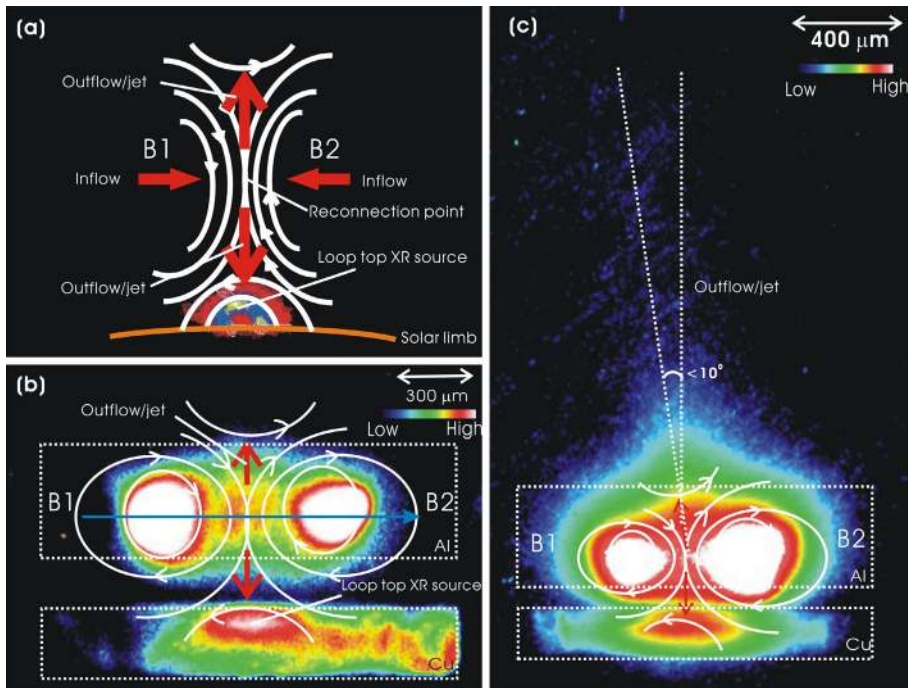 (a)
Outflow/jet
B1
B2
Inflow
Inflow
Reconnection point
Loop top XR source
Outflow/jet
Solar limb
(b)
300 μm
Low
High
Outflow/jet
B1
B2
Al
Loop top XR source
Cu
(c)
400 μm
Low
High
Outflow/jet
<10°
B1
B2
Al
Cu